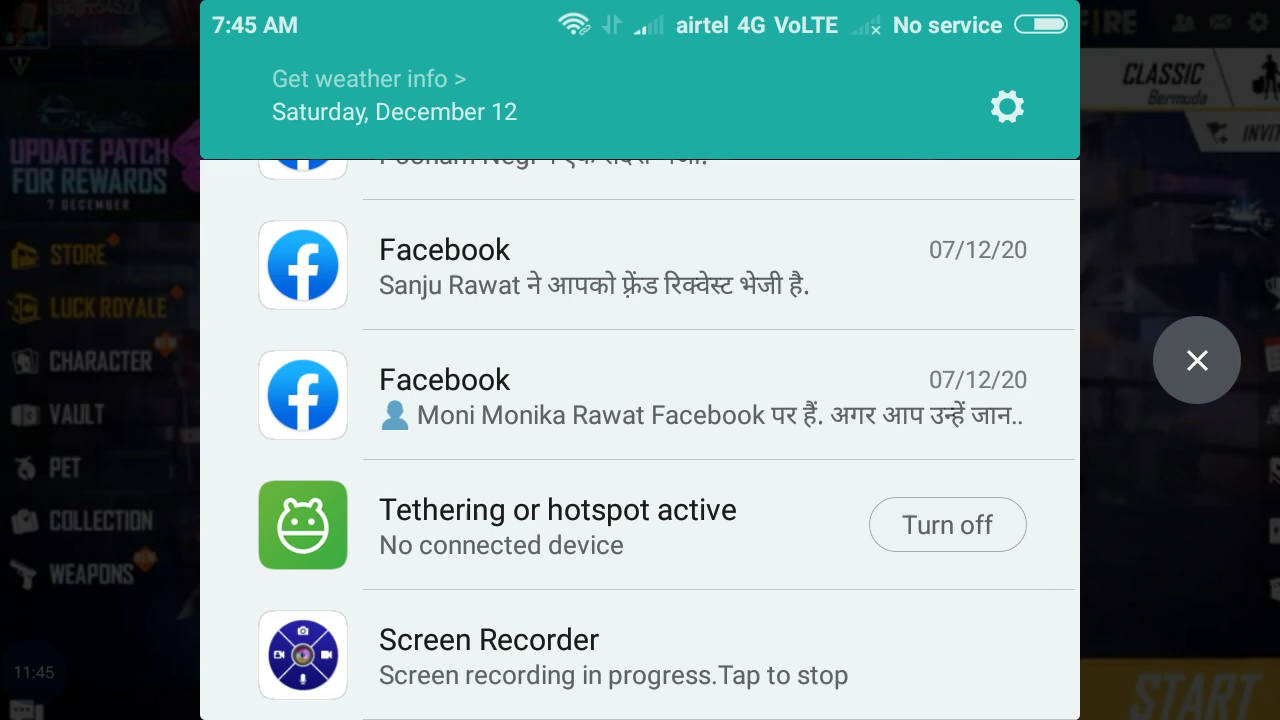 7:45 AM
airtel 4G VoLTE
No service
Get weather info >
Saturday, December 12
Facebook
07/12/20
Sanju Rawat ने आपको फ़्रेंड रिक्वेस्ट भेजी है.
Facebook
07/12/20
Moni Monika Rawat Facebook पर हैं. अगर आप उन्हें जान..
Tethering or hotspot active
No connected device
Turn off
Screen Recorder
Screen recording in progress.Tap to stop
UPDATE PATCH
FOR REWARDS
7 DECEMBER
STORE
LUCK ROYALE
CHARACTER
VAULT
PET
COLLECTION
WEAPONS
11:45
CLASSIC
Bermuda
START